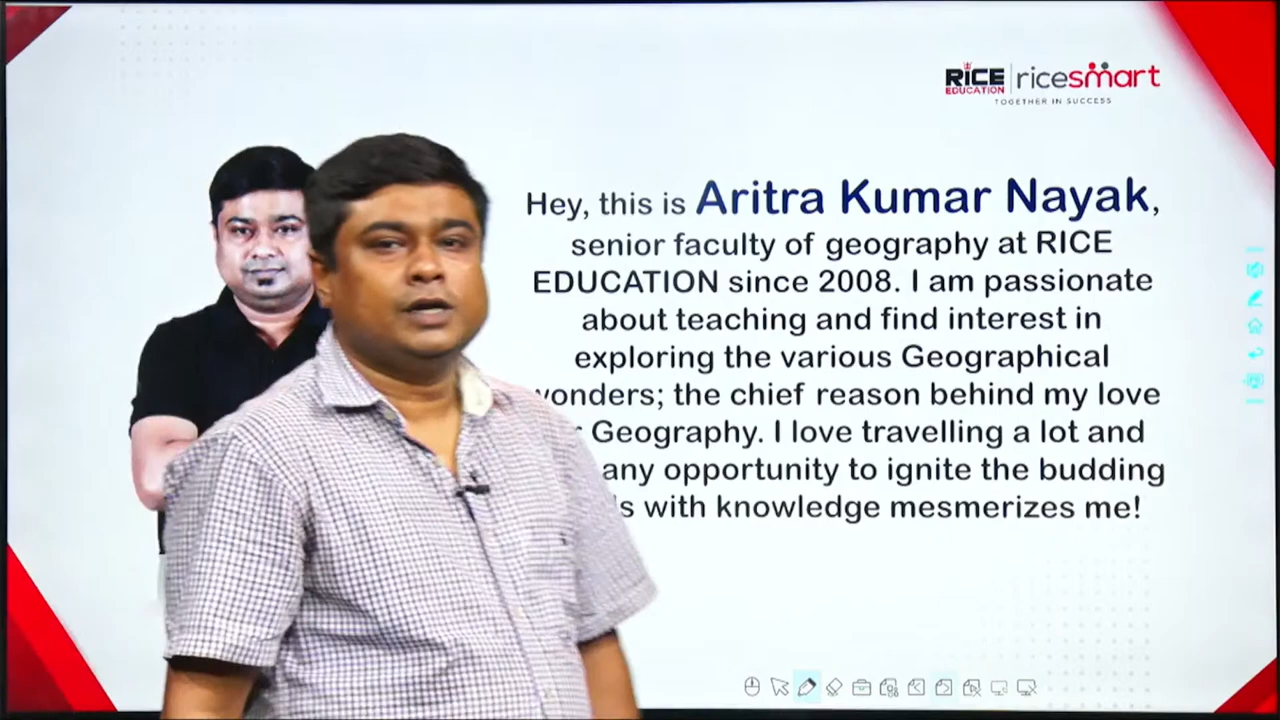 RICE
EDUCATION
ricesmart
TOGETHER IN SUCCESS
Hey, this is Aritra Kumar Nayak,
senior faculty of geography at RICE
EDUCATION since 2008. I am passionate
about teaching and find interest in
exploring the various Geographical
wonders; the chief reason behind my love
Geography. I love travelling a lot and
any opportunity to ignite the budding
with knowledge mesmerizes me!